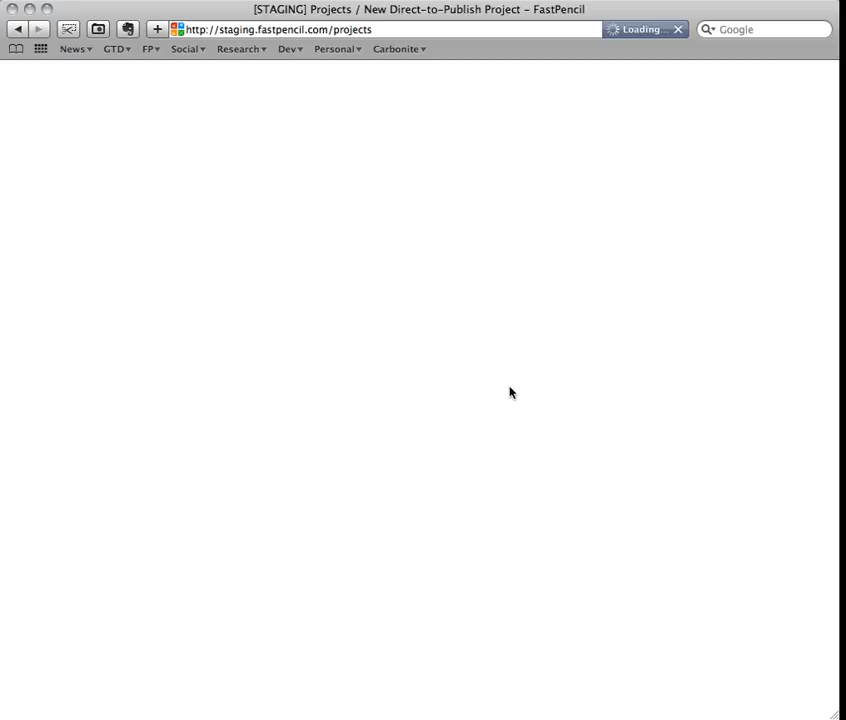 [STAGING] Projects / New Direct-to-Publish Project – FastPencil
http://staging.fastpencil.com/projects Loading... Google
News GTD FP Social Research Dev Personal Carbonite